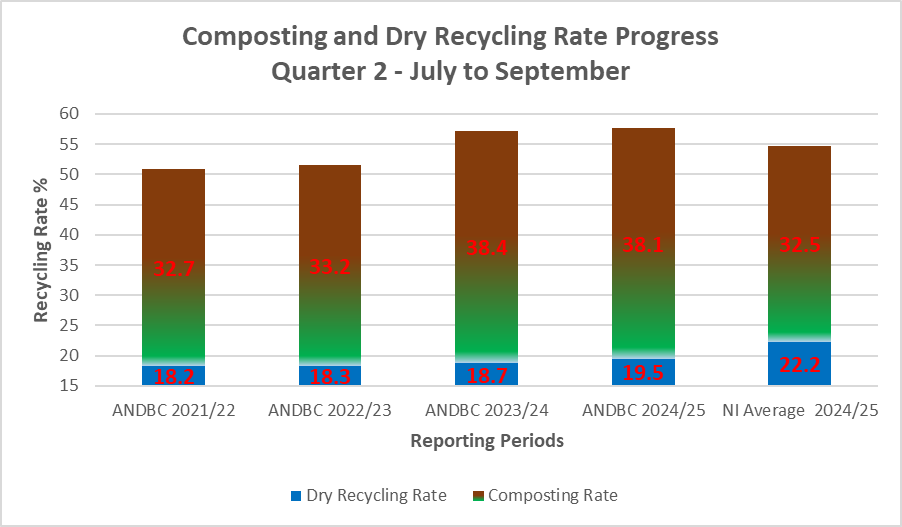 Composting and Dry Recycling Rate Progress
Quarter 2 - July to September
60
55
50
45
40
35
30
25
20
15
Recycling Rate %
32.7
33.2
38.4
38.1
32.5
18.2
18.3
18.7
19.5
22.2
ANDBC 2021/22
ANDBC 2022/23
ANDBC 2023/24
ANDBC 2024/25
NI Average 2024/25
Reporting Periods
Dry Recycling Rate
Composting Rate